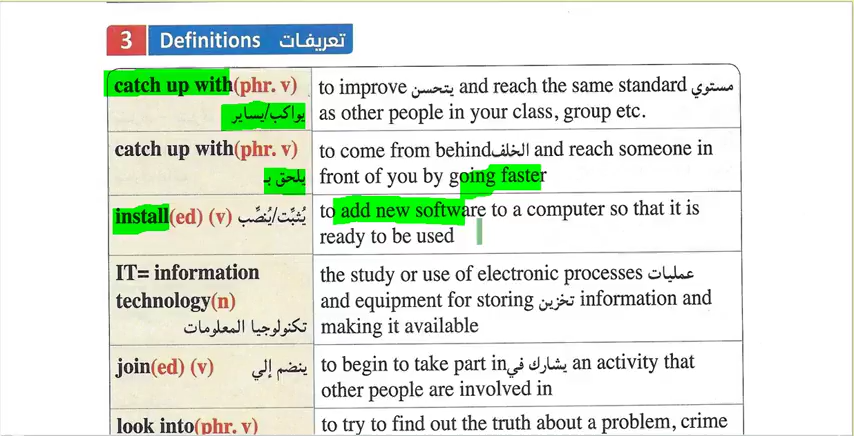 3 Definitions تعريفات
catch up with(phr. v)
يواكب/يساير
to improve يتحسن and reach the same standard مستوي
as other people in your class, group etc.
catch up with(phr. v)
يلحق بـ
to come from behind الخلف and reach someone in
front of you by going faster
install(ed) (v) يُثبِّت/يُنصِّب
to add new software to a computer so that it is
ready to be used
IT= information
technology(n)
تكنولوجيا المعلومات
the study or use of electronic processes عمليات
and equipment for storing تخزين information and
making it available
join(ed) (v) ينضم إلي
to begin to take part in يشارك في an activity that
other people are involved in
look into(phr. v)
to try to find out the truth about a problem, crime